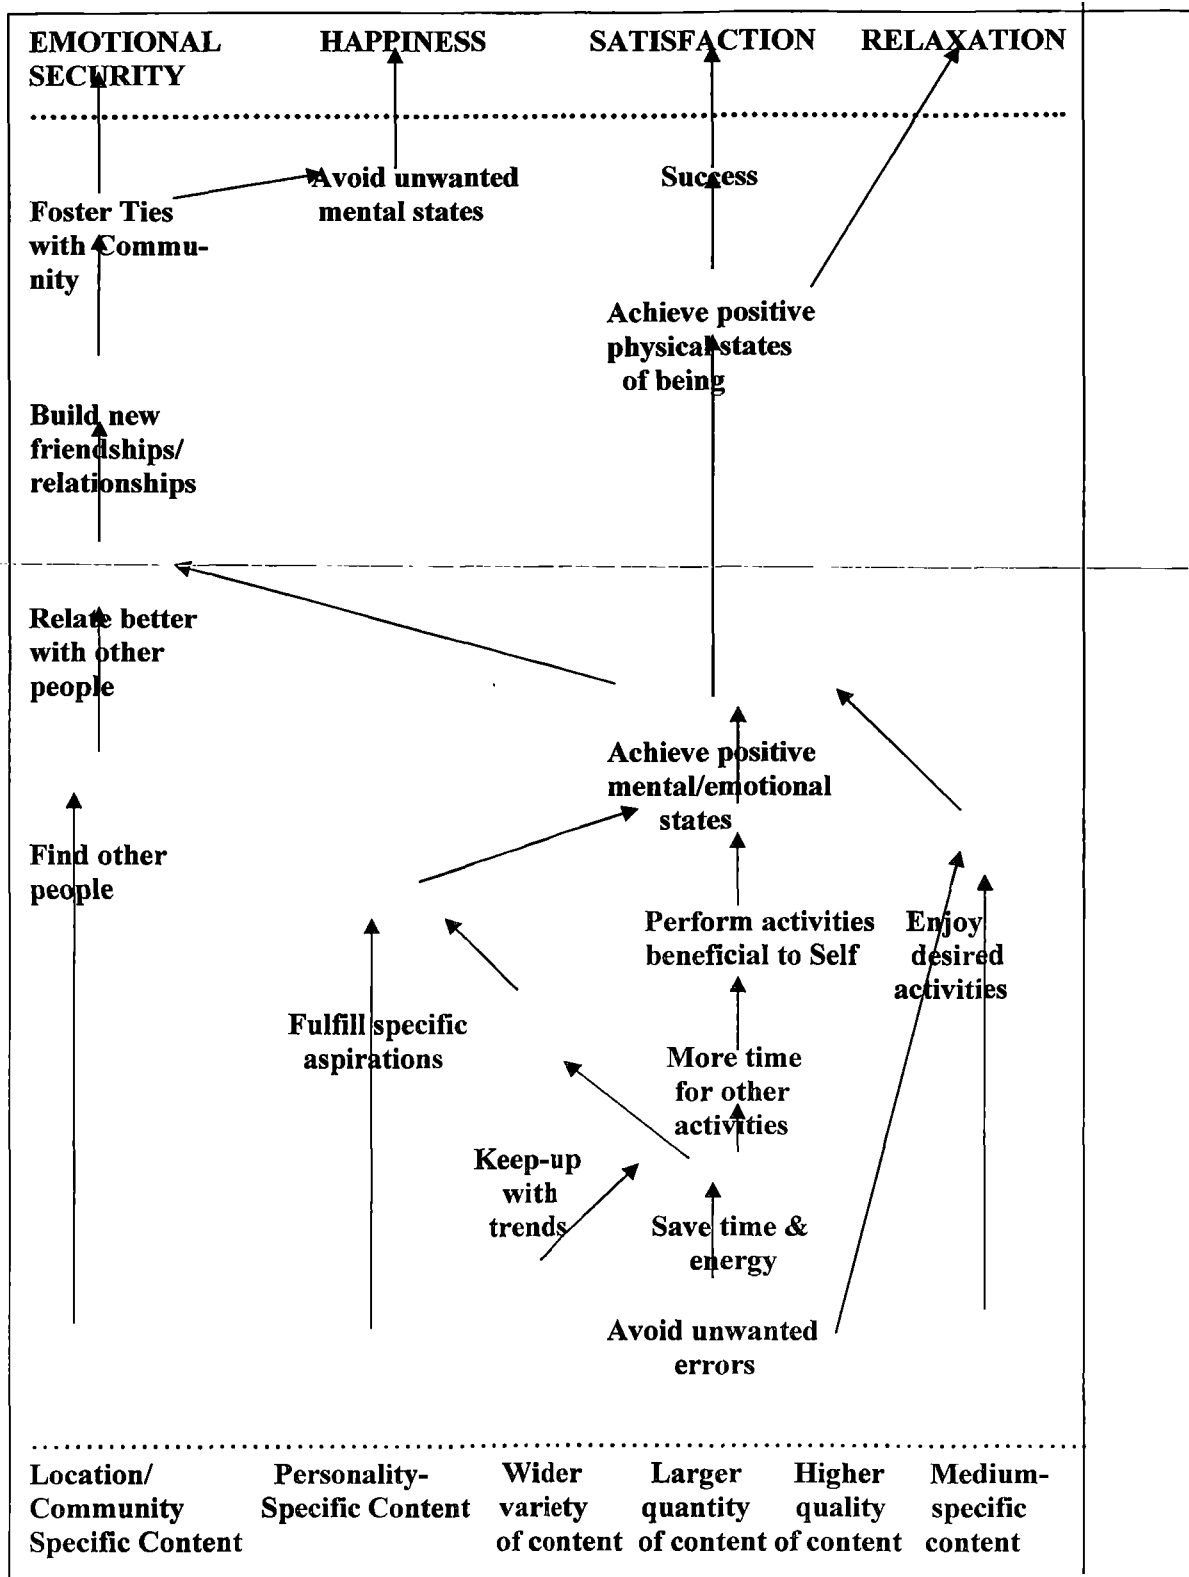 EMOTIONAL
SECURITY
HAPPINESS
SATISFACTION
RELAXATION
Avoid unwanted
mental states
Success
Foster Ties
with Commu-
nity
Achieve positive
physical states
of being
Build new
friendships/
relationships
Relate better
with other
people
Achieve positive
mental/emotional
states
Find other
people
Perform activities
beneficial to Self
Enjoy
desired
activities
Fulfill specific
aspirations
More time
for other
activities
Keep-up
with
trends
Save time &
energy
Avoid unwanted
errors
Location/
Community
Specific Content
Personality-
Specific Content
Wider
variety
of content
Larger
quantity
of content
Higher
quality
of content
Medium-
specific
content